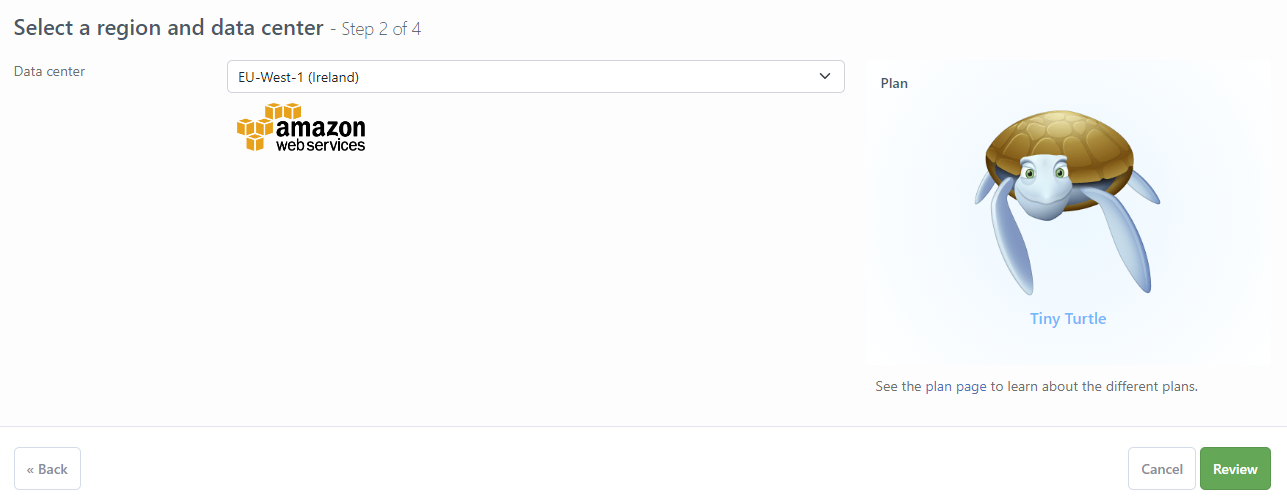 Select a region and data center - Step 2 of 4
Data center
EU-West-1 (Ireland)
amazon
web services
Plan
Tiny Turtle
See the plan page to learn about the different plans.
« Back
Cancel
Review